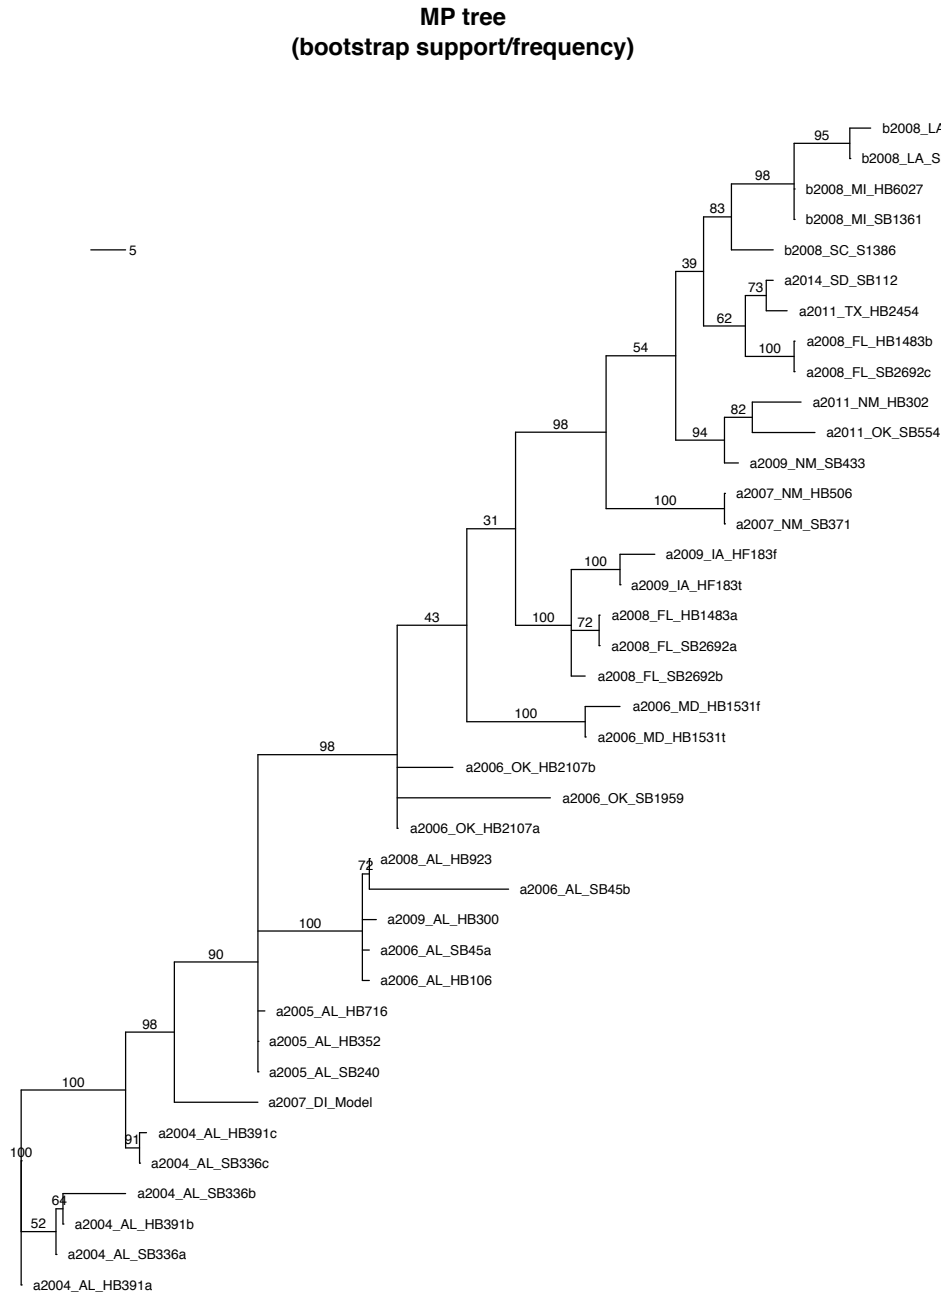 MP tree
(bootstrap support/frequency)
b2008_LA
95
b2008_LA_S
98
b2008_MI_HB6027
b2008_MI_SB1361
83
b2008_SC_S1386
5
39
a2014_SD_SB112
73
a2011_TX_HB2454
62
a2008_FL_HB1483b
100
a2008_FL_SB2692c
54
a2011_NM_HB302
82
a2011_OK_SB554
94
a2009_NM_SB433
98
a2007_NM_HB506
100
a2007_NM_SB371
31
a2009_IA_HF183f
100
a2009_IA_HF183t
a2008_FL_HB1483a
43
100
72
a2008_FL_SB2692a
a2008_FL_SB2692b
a2006_MD_HB1531f
100
a2006_MD_HB1531t
98
a2006_OK_HB2107b
a2006_OK_SB1959
a2006_OK_HB2107a
a2008_AL_HB923
72
a2006_AL_SB45b
a2009_AL_HB300
100
a2006_AL_SB45a
90
a2006_AL_HB106
a2005_AL_HB716
98
a2005_AL_HB352
a2005_AL_SB240
100
a2007_DI_Model
a2004_AL_HB391c
91
100
a2004_AL_SB336c
a2004_AL_SB336b
64
52
a2004_AL_HB391b
a2004_AL_SB336a
a2004_AL_HB391a